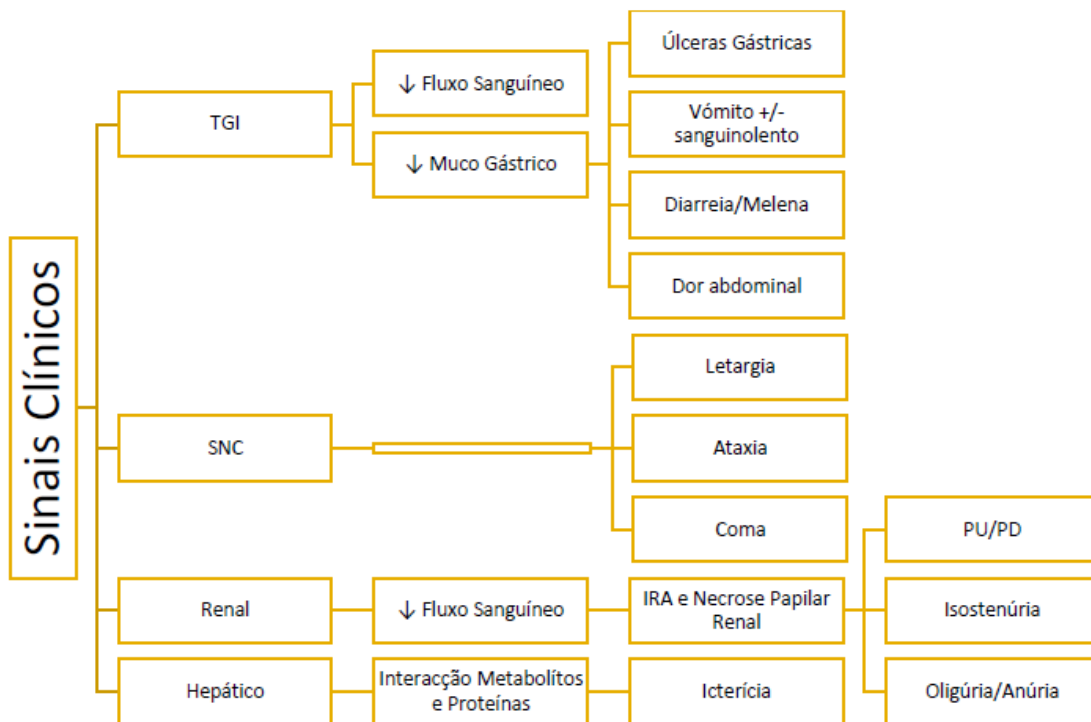 Sinais Clínicos
TGI
↓ Fluxo Sanguíneo
↓ Muco Gástrico
Úlceras Gástricas
Vómito +/-
sanguinolento
Diarreia/Melena
Dor abdominal
SNC
Letargia
Ataxia
Coma
Renal
↓ Fluxo Sanguíneo
IRA e Necrose Papilar
Renal
PU/PD
Isostenúria
Oligúria/Anúria
Hepático
Interacção Metabolítos
e Proteínas
Icterícia